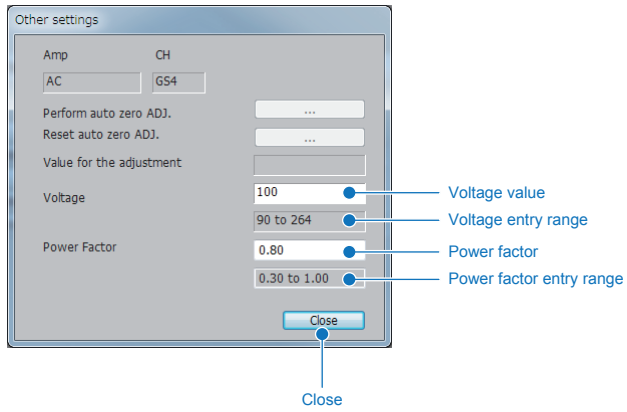 Other settings
Amp CH
AC GS4
Perform auto zero ADJ. ...
Reset auto zero ADJ. ...
Value for the adjustment
Voltage 100 Voltage value
90 to 264 Voltage entry range
Power Factor 0.80 Power factor
0.30 to 1.00 Power factor entry range
Close
Close